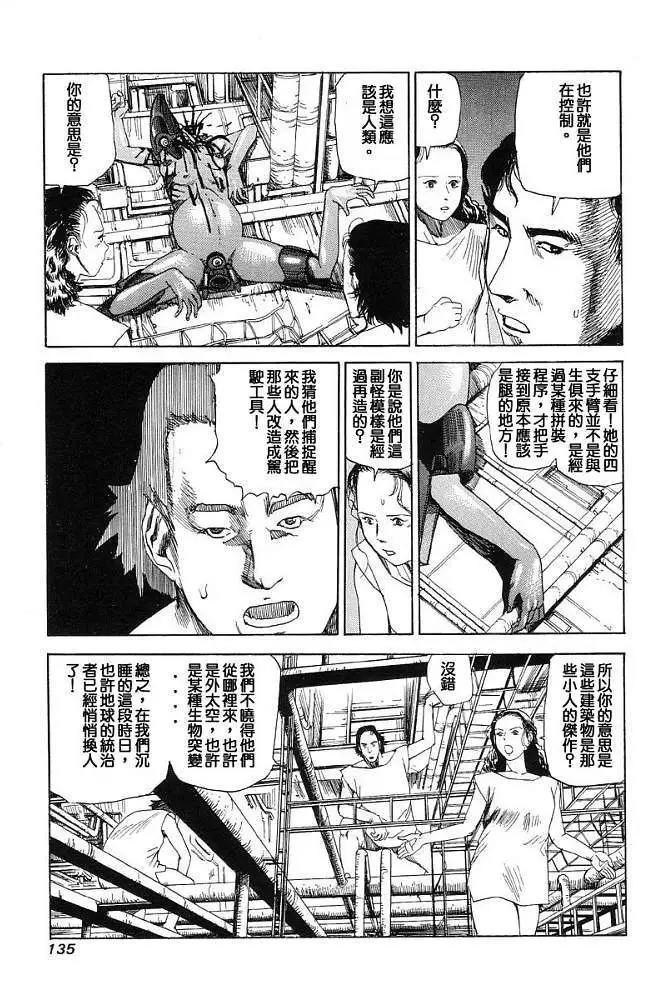 也許就是他們
在控制。
什麼？
我想這應
該是人類。
你的意思是？
仔細看！她的四
支手臂並不是與
生俱來的，是經
過某種拼裝
程序，才把手
接到原本應該
是腿的地方！
你是說他們這
副怪模樣是經
過再造的？
我猜他們捕捉醒
來的人，然後把
那些人改造成駕
駛工具！
所以你的意思是
這些建築物是那
些小人的傑作？
沒錯
我們不曉得他們
從哪裡來，也許
是外太空，也許
是某種生物突變
．．．．
總之，在我們沉
睡的這段時日，
也許地球的統治
者已經悄悄換人
了！
135